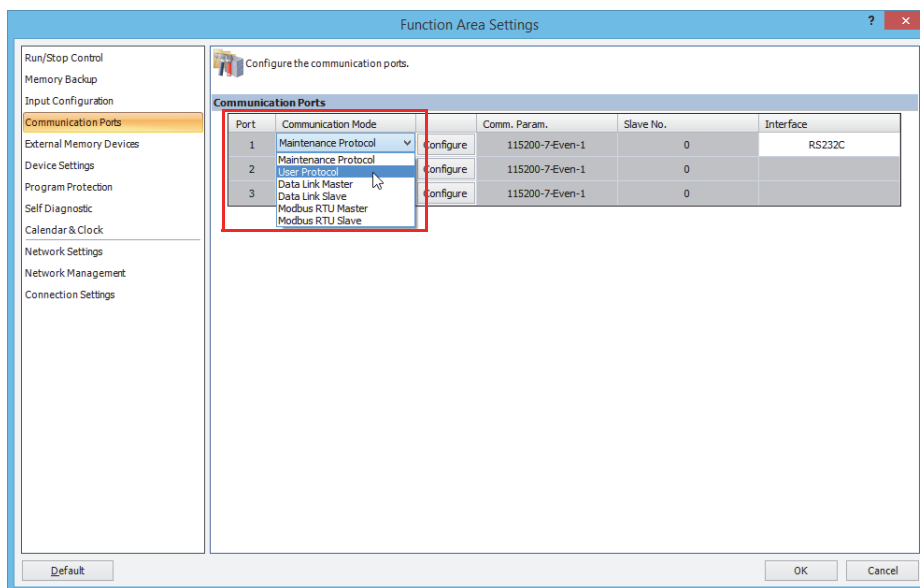 Function Area Settings
?
×
Run/Stop Control
Memory Backup
Input Configuration
Communication Ports
External Memory Devices
Device Settings
Program Protection
Self Diagnostic
Calendar & Clock
Network Settings
Network Management
Connection Settings
Configure the communication ports.
Communication Ports
Port Communication Mode Comm. Param. Slave No. Interface
1 Maintenance Protocol Configure 115200-7-Even-1 0 RS232C
2 Configure 115200-7-Even-1 0
3 Configure 115200-7-Even-1 0
Maintenance Protocol
User Protocol
Data Link Master
Data Link Slave
Modbus RTU Master
Modbus RTU Slave
Default
OK
Cancel